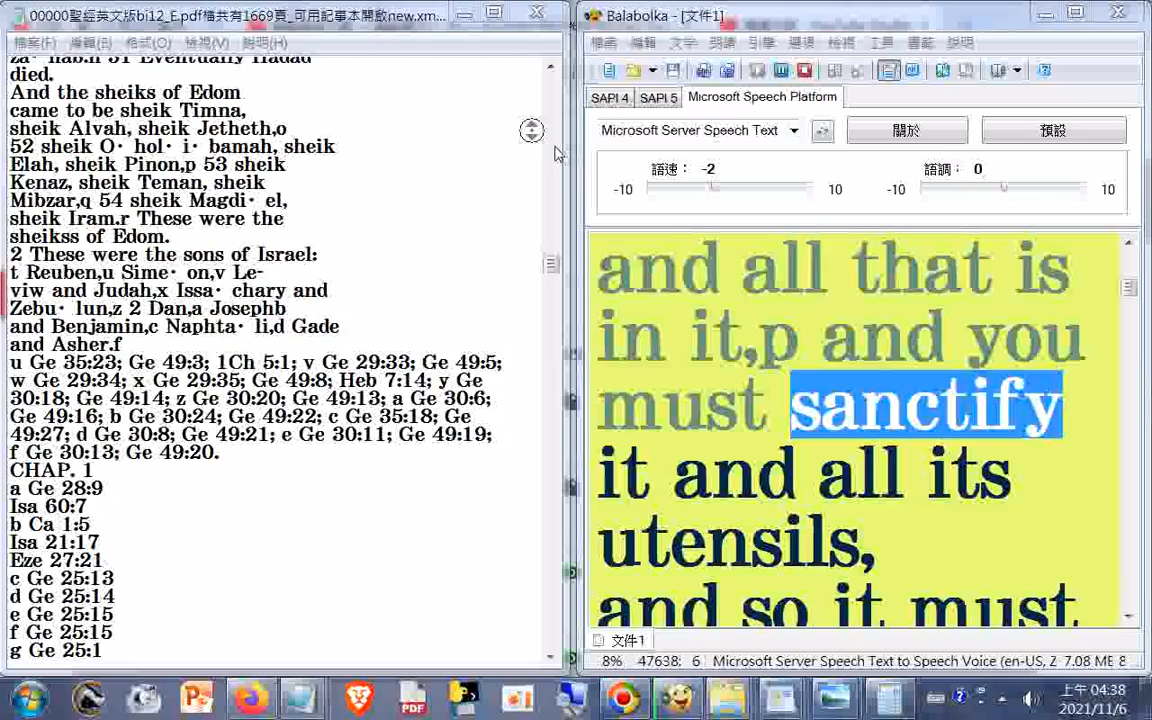 00000聖經英文版bi12_E.pdf檔共有1669頁_可用記事本開啟new.xm...
檔案(F) 編輯(E) 格式(O) 檢視(V) 說明(H)
za· hab.n 51 Eventually Hadad
died.
And the sheiks of Edom
came to be sheik Timna,
sheik Alvah, sheik Jetheth,o
52 sheik O· hol· i· bamah, sheik
Elah, sheik Pinon,p 53 sheik
Kenaz, sheik Teman, sheik
Mibzar,q 54 sheik Magdi· el,
sheik Iram.r These were the
sheikss of Edom.
2 These were the sons of Israel:
t Reuben,u Sime· on,v Le-
viw and Judah,x Issa· chary and
Zebu· lun,z 2 Dan,a Josephb
and Benjamin,c Naphta· li,d Gade
and Asher.f
u Ge 35:23; Ge 49:3; 1Ch 5:1; v Ge 29:33; Ge 49:5;
w Ge 29:34; x Ge 29:35; Ge 49:8; Heb 7:14; y Ge
30:18; Ge 49:14; z Ge 30:20; Ge 49:13; a Ge 30:6;
Ge 49:16; b Ge 30:24; Ge 49:22; c Ge 35:18; Ge
49:27; d Ge 30:8; Ge 49:21; e Ge 30:11; Ge 49:19;
f Ge 30:13; Ge 49:20.
CHAP. 1
a Ge 28:9
Isa 60:7
b Ca 1:5
Isa 21:17
Eze 27:21
c Ge 25:13
d Ge 25:14
e Ge 25:15
f Ge 25:15
g Ge 25:1
Balabolka - [文件1]
檔案 編輯 文字 朗讀 引擎 選項 檢視 工具 書籤 說明
SAPI 4 SAPI 5 Microsoft Speech Platform
Microsoft Server Speech Text 關於 預設
語速： -2 語調： 0
-10 10 -10 10
and all that is
in it,p and you
must sanctify
it and all its
utensils,
and so it must
文件1
8% 47638: 6 Microsoft Server Speech Text to Speech Voice (en-US, Z 7.08 MB 8
PDF
上午 04:38
2021/11/6